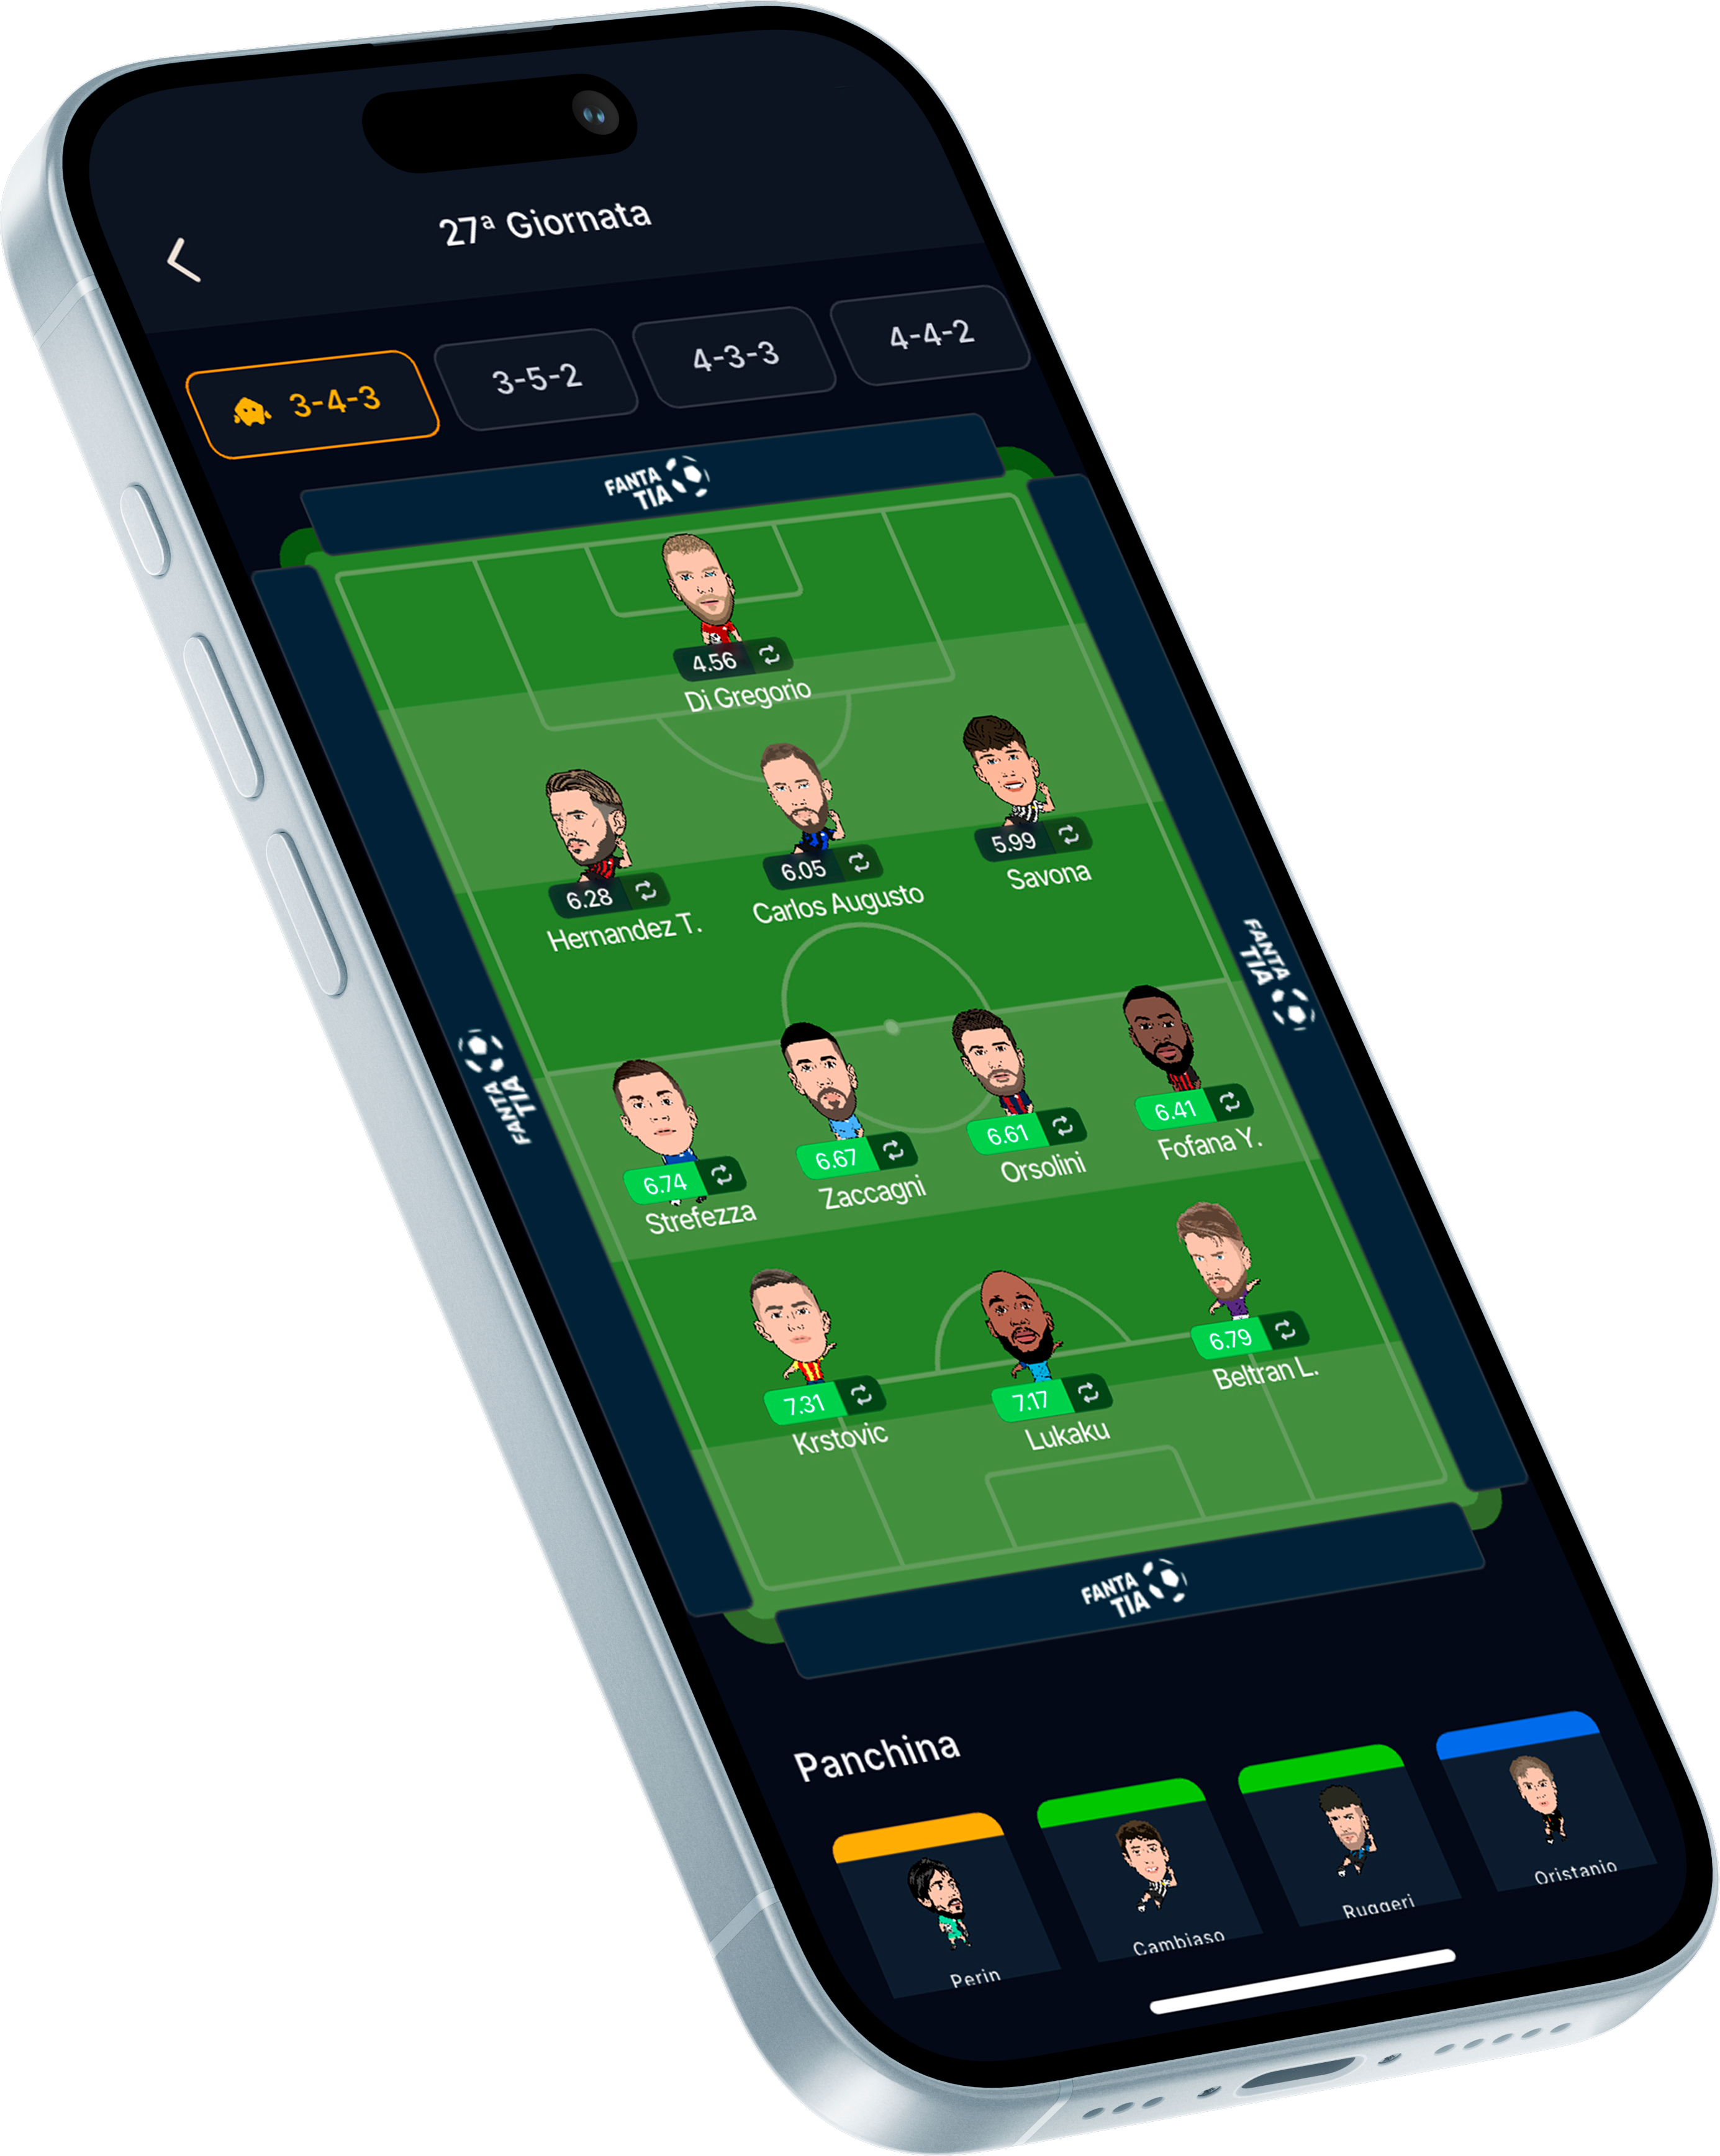 27ª Giornata
3-4-3
3-5-2
4-3-3
4-4-2
FANTA
TIA
4.56
Di Gregorio
6.28
Hernandez T.
6.05
Carlos Augusto
5.99
Savona
FANTA
TIA
FANTA
TIA
6.74
Strefezza
6.67
Zaccagni
6.61
Orsolini
6.41
Fofana Y.
7.31
Krstovic
7.17
Lukaku
6.79
Beltran L.
FANTA
TIA
Panchina
Perin
Cambiaso
Ruggeri
Oristanio